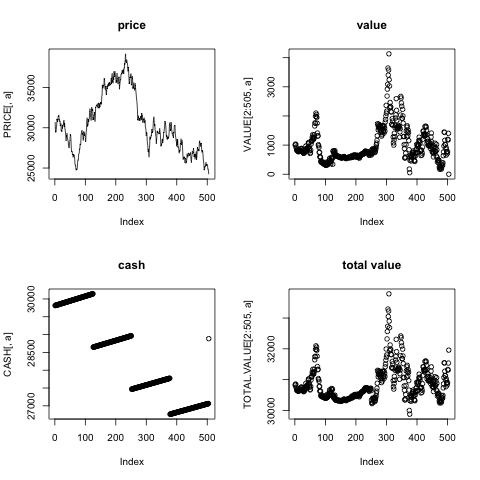 price
PRICE[, a]
25000 30000 35000
0 100 200 300 400 500
Index
value
VALUE[2:505, a]
0 1000 3000
0 100 200 300 400 500
Index
cash
CASH[, a]
27000 28500 30000
0 100 200 300 400 500
Index
total value
TOTAL.VALUE[2:505, a]
30000 32000
0 100 200 300 400 500
Index